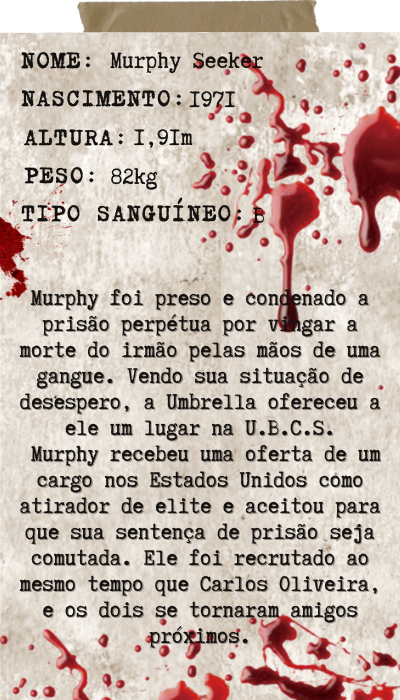 NOME: Murphy Seeker
NASCIMENTO: 1971
ALTURA: 1,91m
PESO: 82kg
TIPO SANGUÍNEO: B
Murphy foi preso e condenado a
prisão perpétua por vingar a
morte do irmão pelas mãos de uma
gangue. Vendo sua situação de
desespero, a Umbrella ofereceu a
ele um lugar na U.B.C.S.
Murphy recebeu uma oferta de um
cargo nos Estados Unidos como
atirador de elite e aceitou para
que sua sentença de prisão seja
comutada. Ele foi recrutado ao
mesmo tempo que Carlos Oliveira,
e os dois se tornaram amigos
próximos.